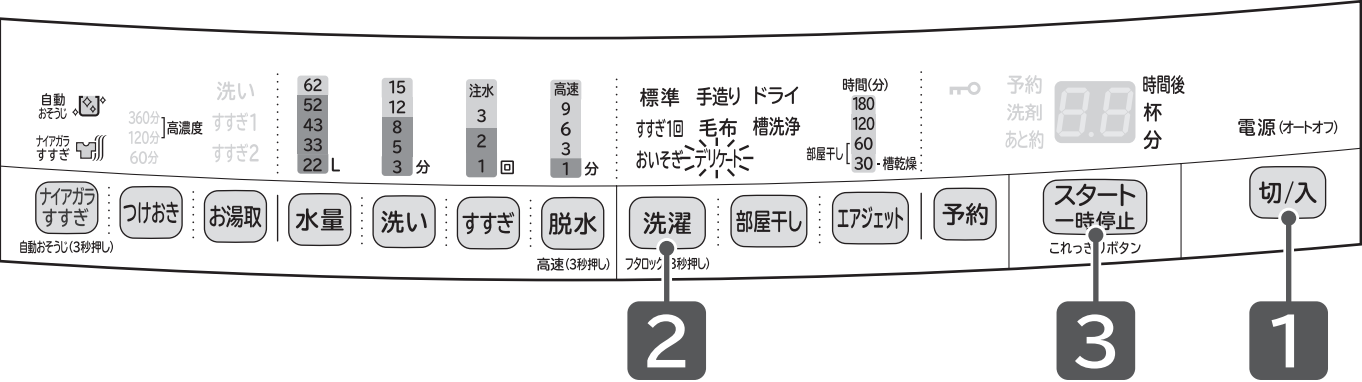 自動
おそうじ
ナイアガラ
すすぎ
360分
120分
60分
高濃度
洗い
すすぎ1
すすぎ2
62
52
43
33
22 L
15
12
8
5
3 分
注水
3
2
1 回
高速
9
6
3
1 分
標準 手造り ドライ
すすぎ1回 毛布 槽洗浄
おいそぎ デリケート
時間(分)
180
120
部屋干し[ 60
30 - 槽乾燥
予約
洗剤
あと約
88
時間後
杯
分
電源(オートオフ)
ナイアガラ
すすぎ
つけおき
お湯取
水量
洗い
すすぎ
脱水
洗濯
部屋干し
エアジェット
予約
スタート
一時停止
切/入
自動おそうじ(3秒押し)
高速(3秒押し)
フタロック(3秒押し)
これっきりボタン
2
3
1